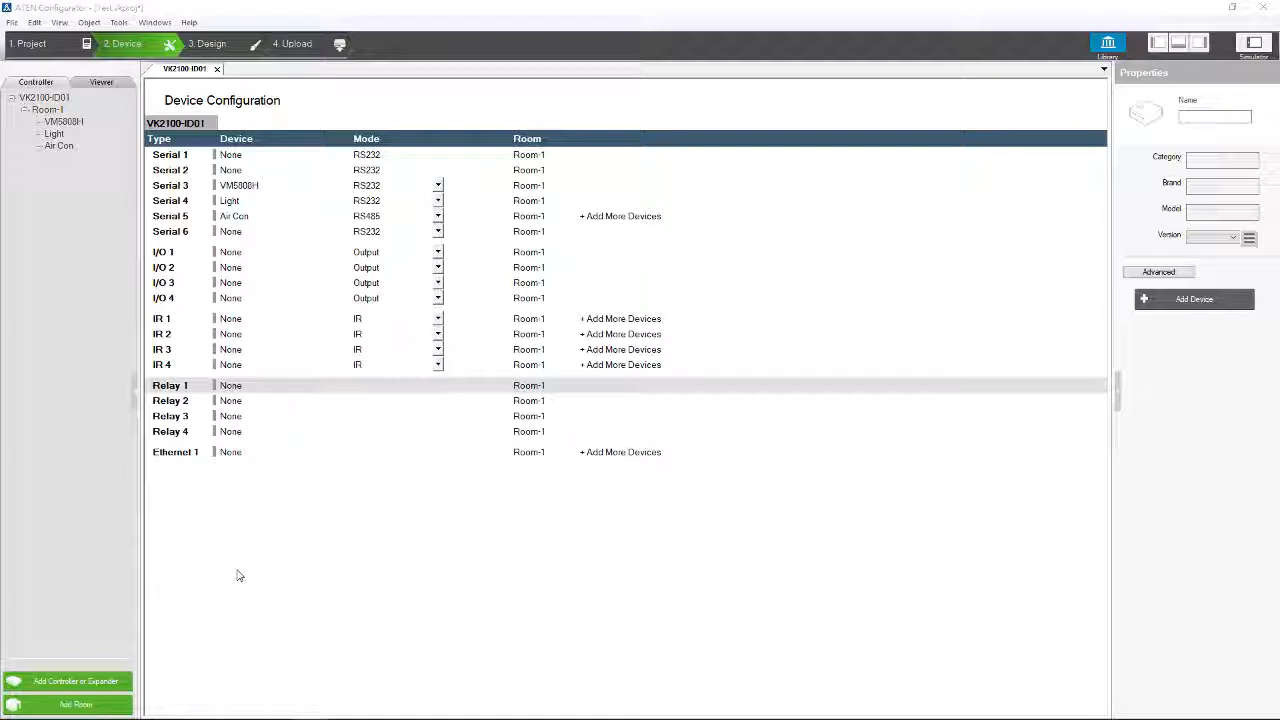 ATEN Configurator - [Test.vkproj*]
File Edit View Object Tools Windows Help
1. Project 2. Device 3. Design 4. Upload Library Simulator
Controller Viewer
VK2100-ID01
Room-1
VM5808H
Light
Air Con
Add Controller or Expander
Add Room
VK2100-ID01
Device Configuration
VK2100-ID01
Type Device Mode Room
Serial 1 None RS232 Room-1
Serial 2 None RS232 Room-1
Serial 3 VM5808H RS232 Room-1
Serial 4 Light RS232 Room-1
Serial 5 Air Con RS485 Room-1 + Add More Devices
Serial 6 None RS232 Room-1
I/O 1 None Output Room-1
I/O 2 None Output Room-1
I/O 3 None Output Room-1
I/O 4 None Output Room-1
IR 1 None IR Room-1 + Add More Devices
IR 2 None IR Room-1 + Add More Devices
IR 3 None IR Room-1 + Add More Devices
IR 4 None IR Room-1 + Add More Devices
Relay 1 None Room-1
Relay 2 None Room-1
Relay 3 None Room-1
Relay 4 None Room-1
Ethernet 1 None Room-1 + Add More Devices
Properties
Name
Category
Brand
Model
Version
Advanced
Add Device